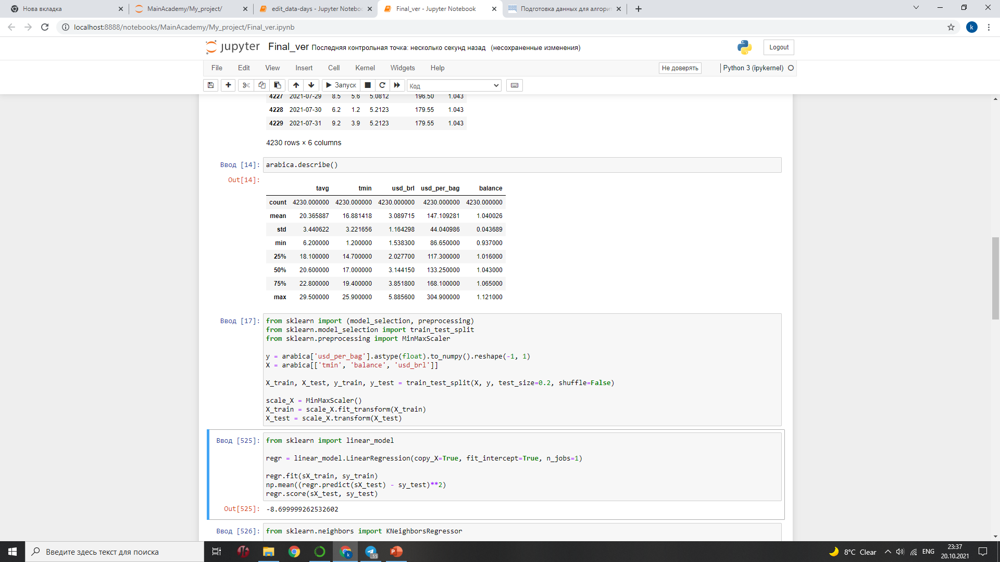 Нова вкладка
MainAcademy/My_project/
edit_data-days - Jupyter Noteboo
Final_ver - Jupyter Notebook
Подготовка данных для алгори
localhost:8888/notebooks/MainAcademy/My_project/Final_ver.ipynb
k
jupyter Final_ver Последняя контрольная точка: несколько секунд назад (несохраненные изменения)
Logout
File Edit View Insert Cell Kernel Widgets Help
Не доверять
Python 3 (ipykernel)
Запуск
Код
4227 2021-07-29 8.5 5.6 5.0812 196.50 1.043
4228 2021-07-30 6.2 1.2 5.2123 179.55 1.043
4229 2021-07-31 9.2 3.9 5.2123 179.55 1.043
4230 rows × 6 columns
Ввод [14]: arabica.describe()
Out[14]:
tavg tmin usd_brl usd_per_bag balance
count 4230.000000 4230.000000 4230.000000 4230.000000 4230.000000
mean 20.365887 16.881418 3.089715 147.109281 1.040026
std 3.440622 3.221656 1.164298 44.040986 0.043689
min 6.200000 1.200000 1.538300 86.650000 0.937000
25% 18.100000 14.700000 2.027700 117.300000 1.016000
50% 20.600000 17.000000 3.144150 133.250000 1.043000
75% 22.800000 19.400000 3.851800 168.100000 1.065000
max 29.500000 25.900000 5.885600 304.900000 1.121000
Ввод [17]: from sklearn import (model_selection, preprocessing)
from sklearn.model_selection import train_test_split
from sklearn.preprocessing import MinMaxScaler
y = arabica['usd_per_bag'].astype(float).to_numpy().reshape(-1, 1)
X = arabica[['tmin', 'balance', 'usd_brl']]
X_train, X_test, y_train, y_test = train_test_split(X, y, test_size=0.2, shuffle=False)
scale_X = MinMaxScaler()
X_train = scale_X.fit_transform(X_train)
X_test = scale_X.transform(X_test)
Ввод [525]: from sklearn import linear_model
regr = linear_model.LinearRegression(copy_X=True, fit_intercept=True, n_jobs=1)
regr.fit(sX_train, sy_train)
np.mean((regr.predict(sX_test) - sy_test)**2)
regr.score(sX_test, sy_test)
Out[525]: -8.699999262532602
Ввод [526]: from sklearn.neighbors import KNeighborsRegressor
Введите здесь текст для поиска
k
55
8°C Clear
ENG
23:37
20.10.2021